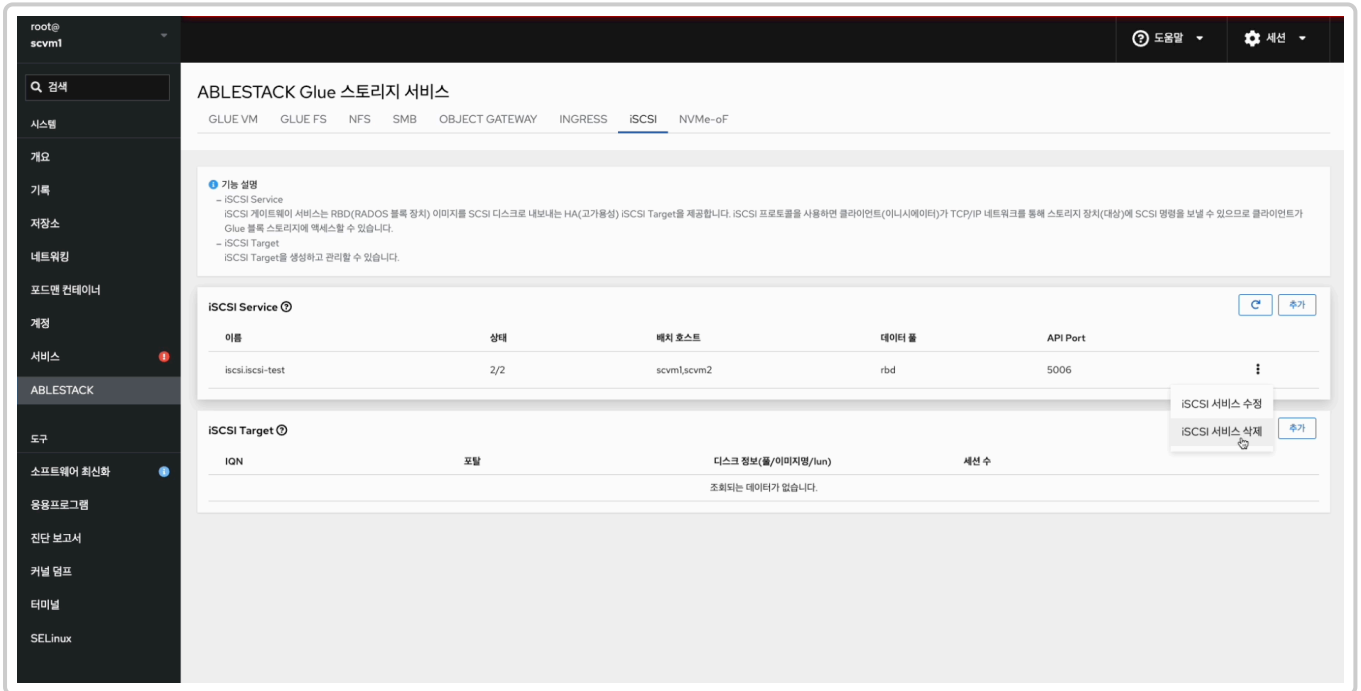 root@
scvm1
도움말
세션
검색
시스템
개요
기록
저장소
네트워킹
포드맨 컨테이너
계정
서비스
ABLESTACK
도구
소프트웨어 최신화
응용프로그램
진단 보고서
커널 덤프
터미널
SELinux
ABLESTACK Glue 스토리지 서비스
GLUE VM GLUE FS NFS SMB OBJECT GATEWAY INGRESS iSCSI NVMe-oF
기능 설명
– iSCSI Service
iSCSI 게이트웨이 서비스는 RBD(RADOS 블록 장치) 이미지를 SCSI 디스크로 내보내는 HA(고가용성) iSCSI Target을 제공합니다. iSCSI 프로토콜을 사용하면 클라이언트(이니시에이터)가 TCP/IP 네트워크를 통해 스토리지 장치(대상)에 SCSI 명령을 보낼 수 있으므로 클라이언트가
Glue 블록 스토리지에 액세스할 수 있습니다.
– iSCSI Target
iSCSI Target을 생성하고 관리할 수 있습니다.
iSCSI Service
추가
이름 상태 배치 호스트 데이터 풀 API Port
iscsi.iscsi-test 2/2 scvm1,scvm2 rbd 5006
iSCSI 서비스 수정
iSCSI 서비스 삭제
iSCSI Target
추가
IQN 포탈 디스크 정보(풀/이미지명/lun) 세션 수
조회되는 데이터가 없습니다.